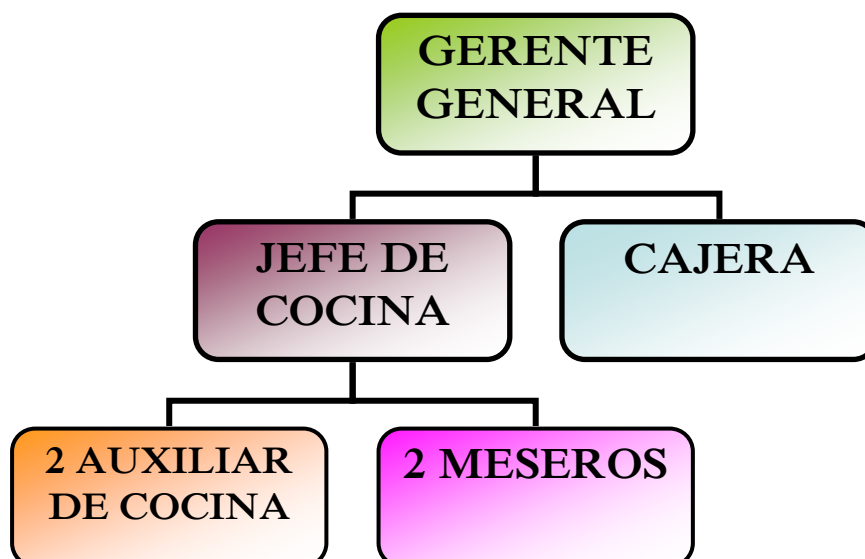 GERENTE
GENERAL
JEFE DE
COCINA
CAJERA
2 AUXILIAR
DE COCINA
2 MESEROS